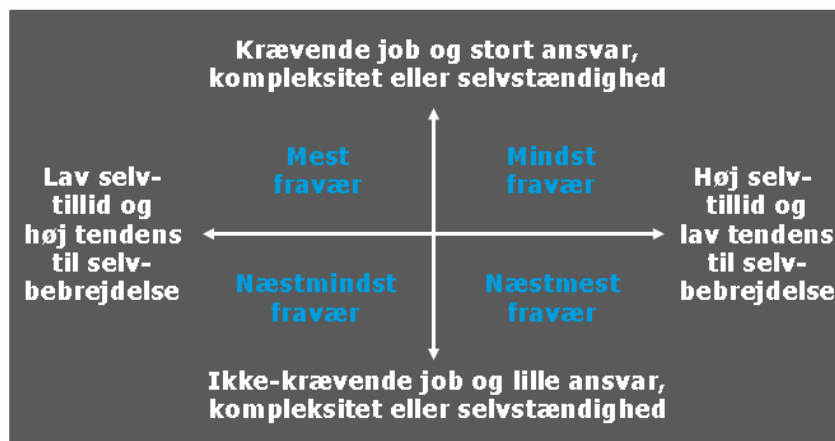 Krævende job og stort ansvar,
kompleksitet eller selvstændighed
Mest
fravær
Mindst
fravær
Lav selv-
tillid og
høj tendens
til selv-
bebrejdelse
Høj selv-
tillid og
lav tendens
til selv-
bebrejdelse
Næstmindst
fravær
Næstmest
fravær
Ikke-krævende job og lille ansvar,
kompleksitet eller selvstændighed